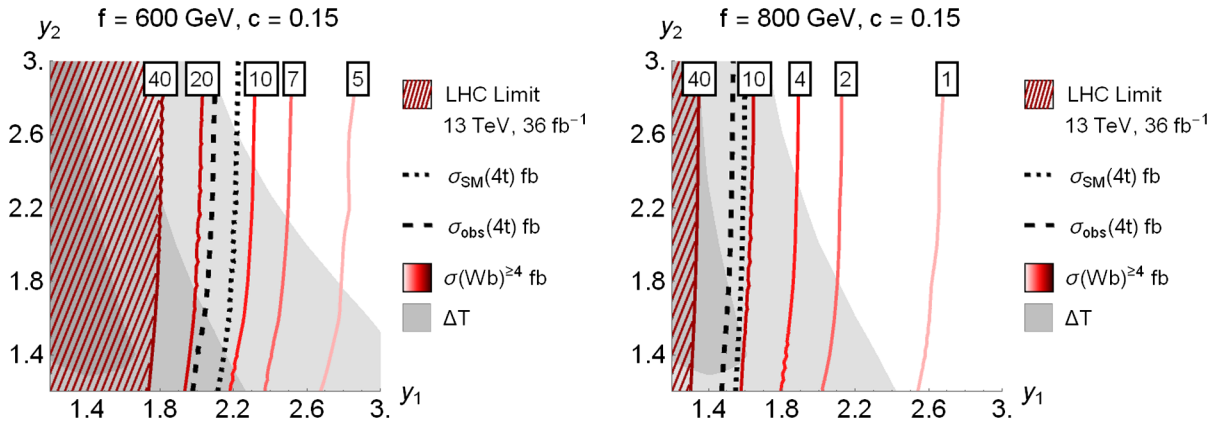 f = 600 GeV, c = 0.15
y₂
3.
2.6
2.2
1.8
1.4
40
20
10
7
5
1.4
1.8
2.2
2.6
3.
y₁
LHC Limit
13 TeV, 36 fb⁻¹
σSM(4t) fb
σobs(4t) fb
σ(Wb)≥⁴ fb
ΔT
f = 800 GeV, c = 0.15
y₂
3.
2.6
2.2
1.8
1.4
40
10
4
2
1
1.4
1.8
2.2
2.6
3.
y₁
LHC Limit
13 TeV, 36 fb⁻¹
σSM(4t) fb
σobs(4t) fb
σ(Wb)≥⁴ fb
ΔT